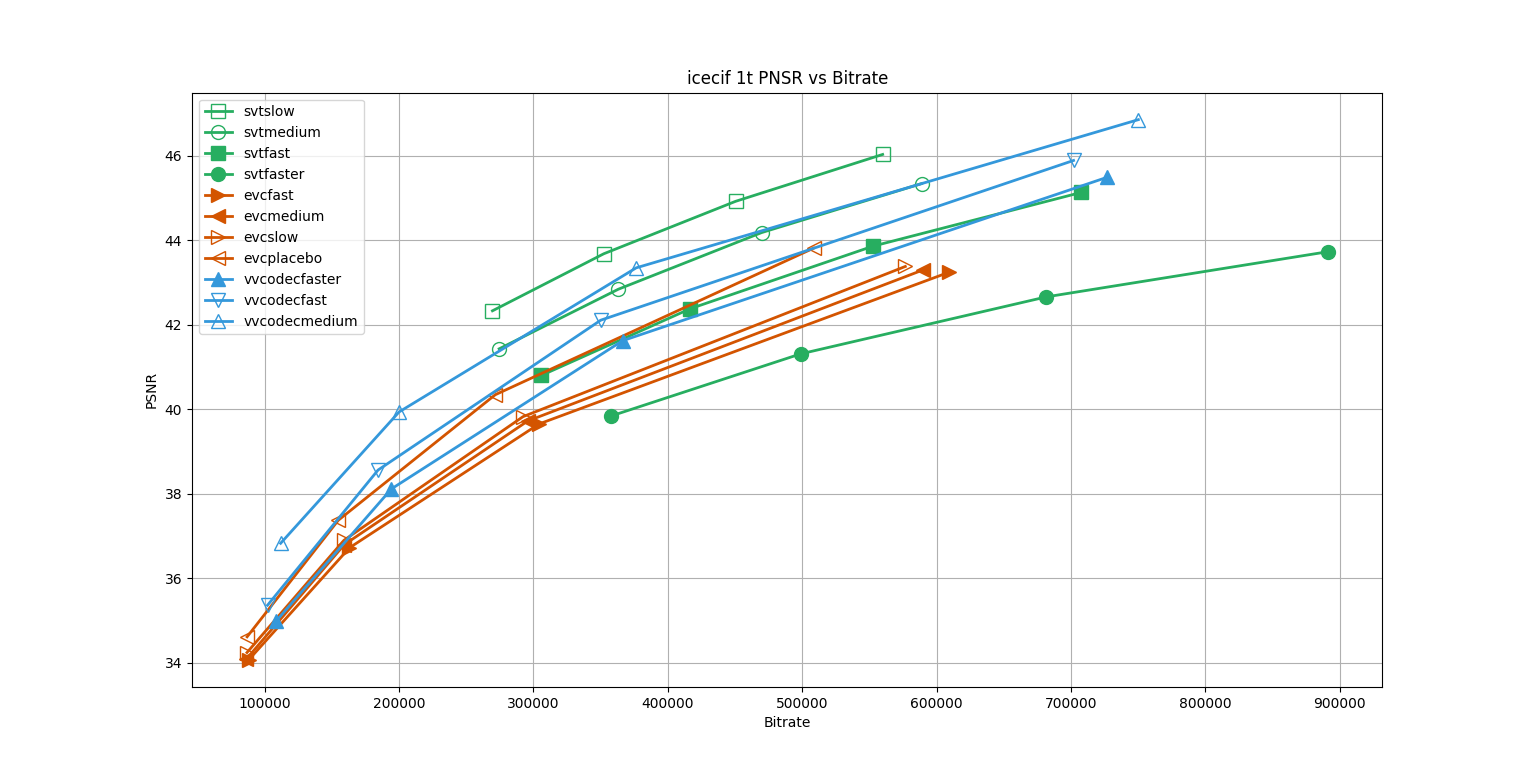 icecif 1t PNSR vs Bitrate
svtslow
svtmedium
svtfast
svtfaster
evcfast
evcmedium
evcslow
evcplacebo
vvcodecfaster
vvcodecfast
vvcodecmedium
PSNR
46
44
42
40
38
36
34
100000 200000 300000 400000 500000 600000 700000 800000 900000
Bitrate